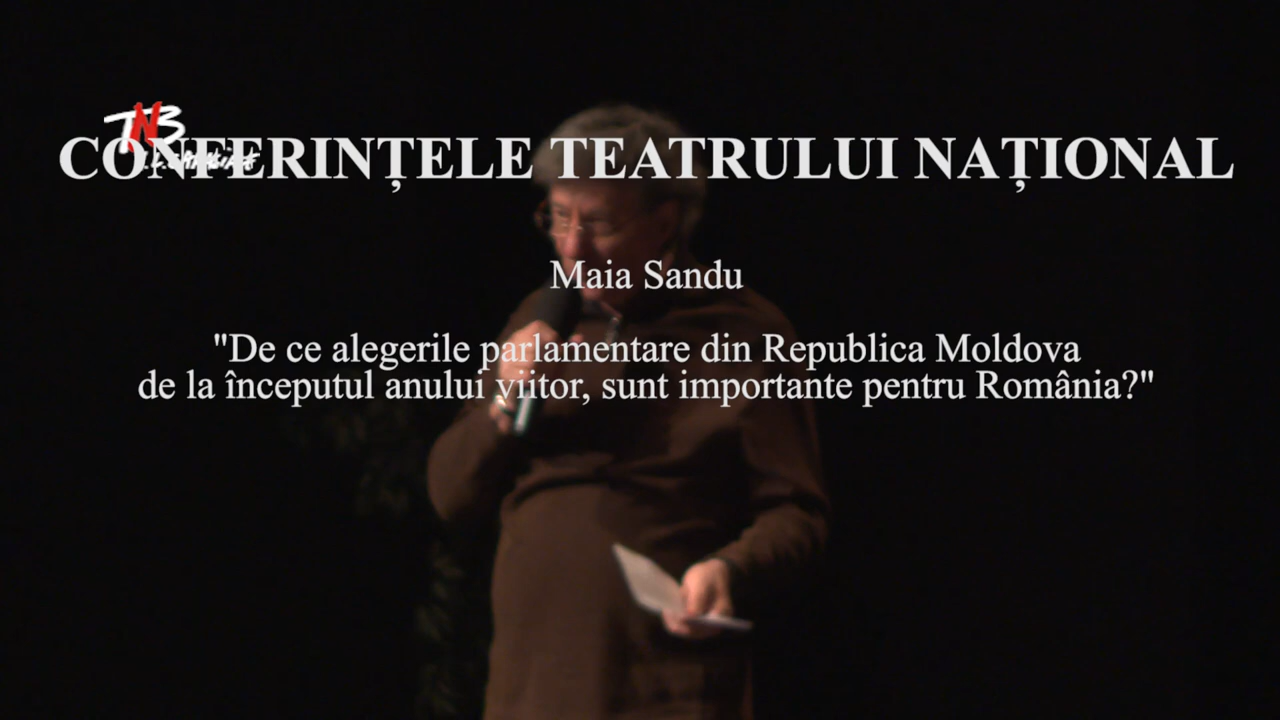 TNB
CONFERINȚELE TEATRULUI NAȚIONAL
Maia Sandu
"De ce alegerile parlamentare din Republica Moldova
de la începutul anului viitor, sunt importante pentru România?"